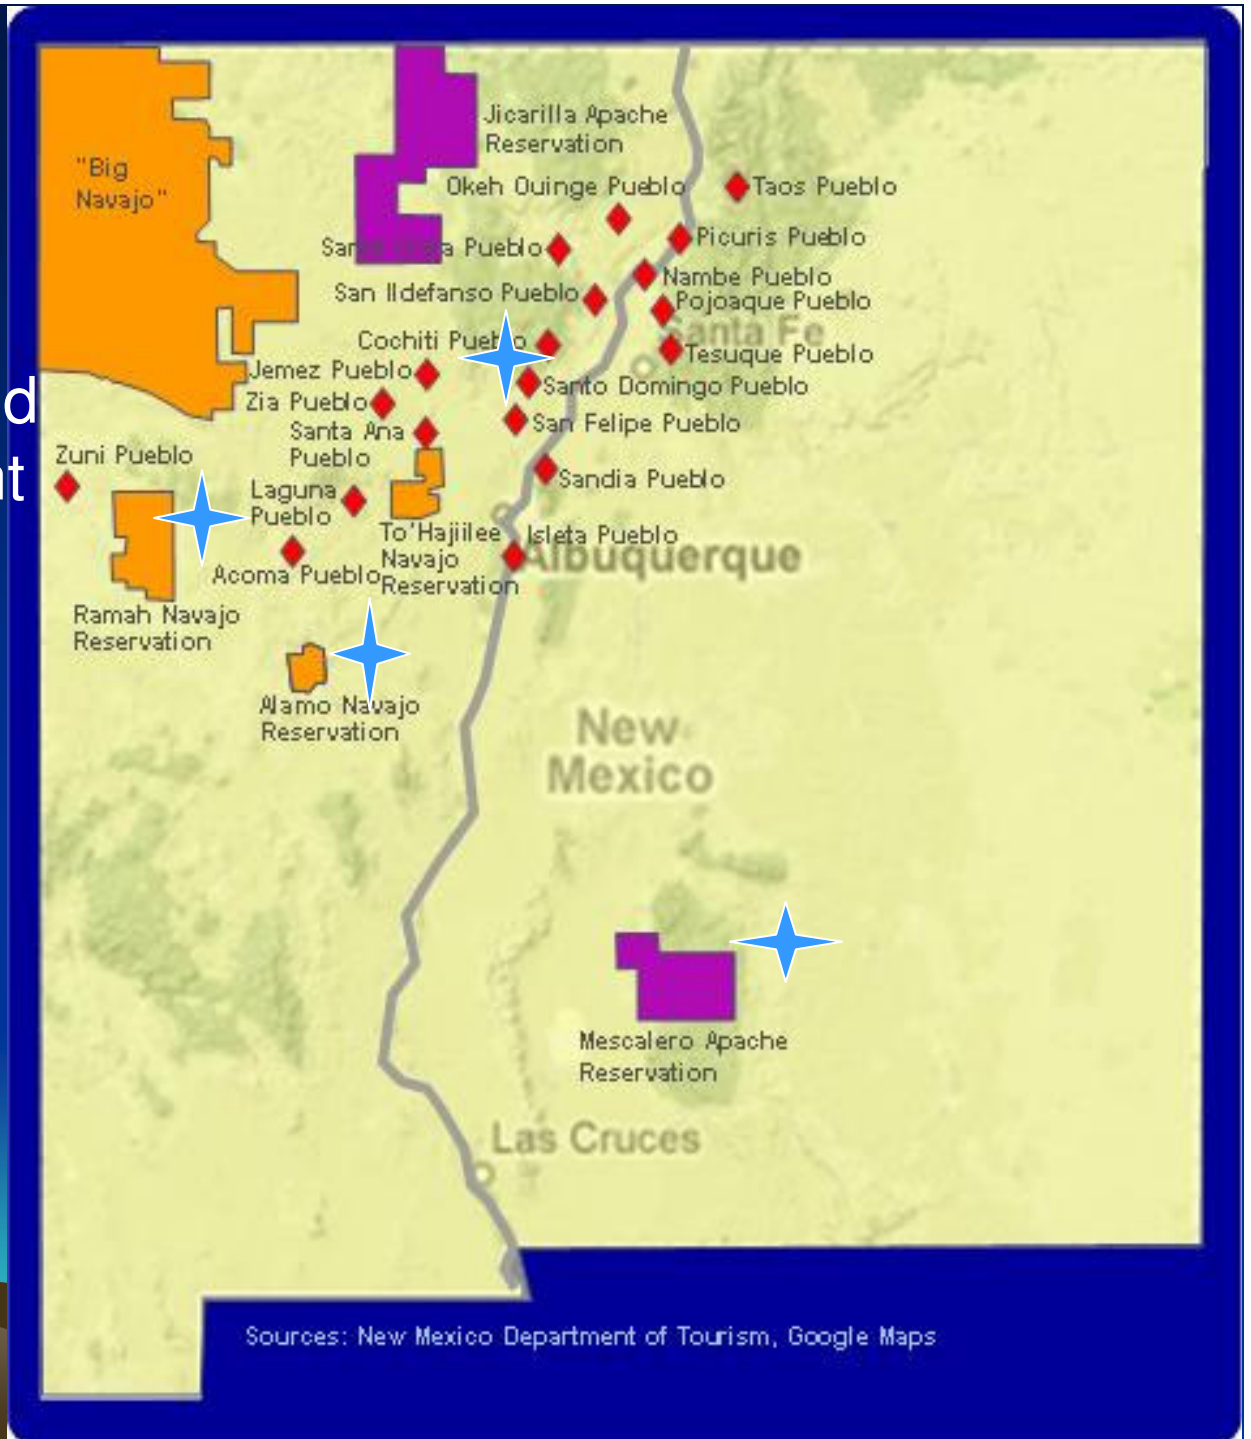 Jicarilla Apache
Reservation
"Big
Navajo"
Okeh Ouinge Pueblo
Taos Pueblo
Picuris Pueblo
Pueblo
Nambe Pueblo
San Ildefanso Pueblo
Pojoaque Pueblo
Santa Fe
Cochiti Pueblo
Tesuque Pueblo
Jemez Pueblo
Santo Domingo Pueblo
d
Zia Pueblo
San Felipe Pueblo
Santa Ana
Pueblo
Zuni Pueblo
Sandia Pueblo
nt
Laguna
Pueblo
To'Hajiilee
Navajo
Reservation
Isleta Pueblo
Albuquerque
Acoma Pueblo
Ramah Navajo
Reservation
Alamo Navajo
Reservation
New
Mexico
Mescalero Apache
Reservation
Las Cruces
Sources: New Mexico Department of Tourism, Google Maps